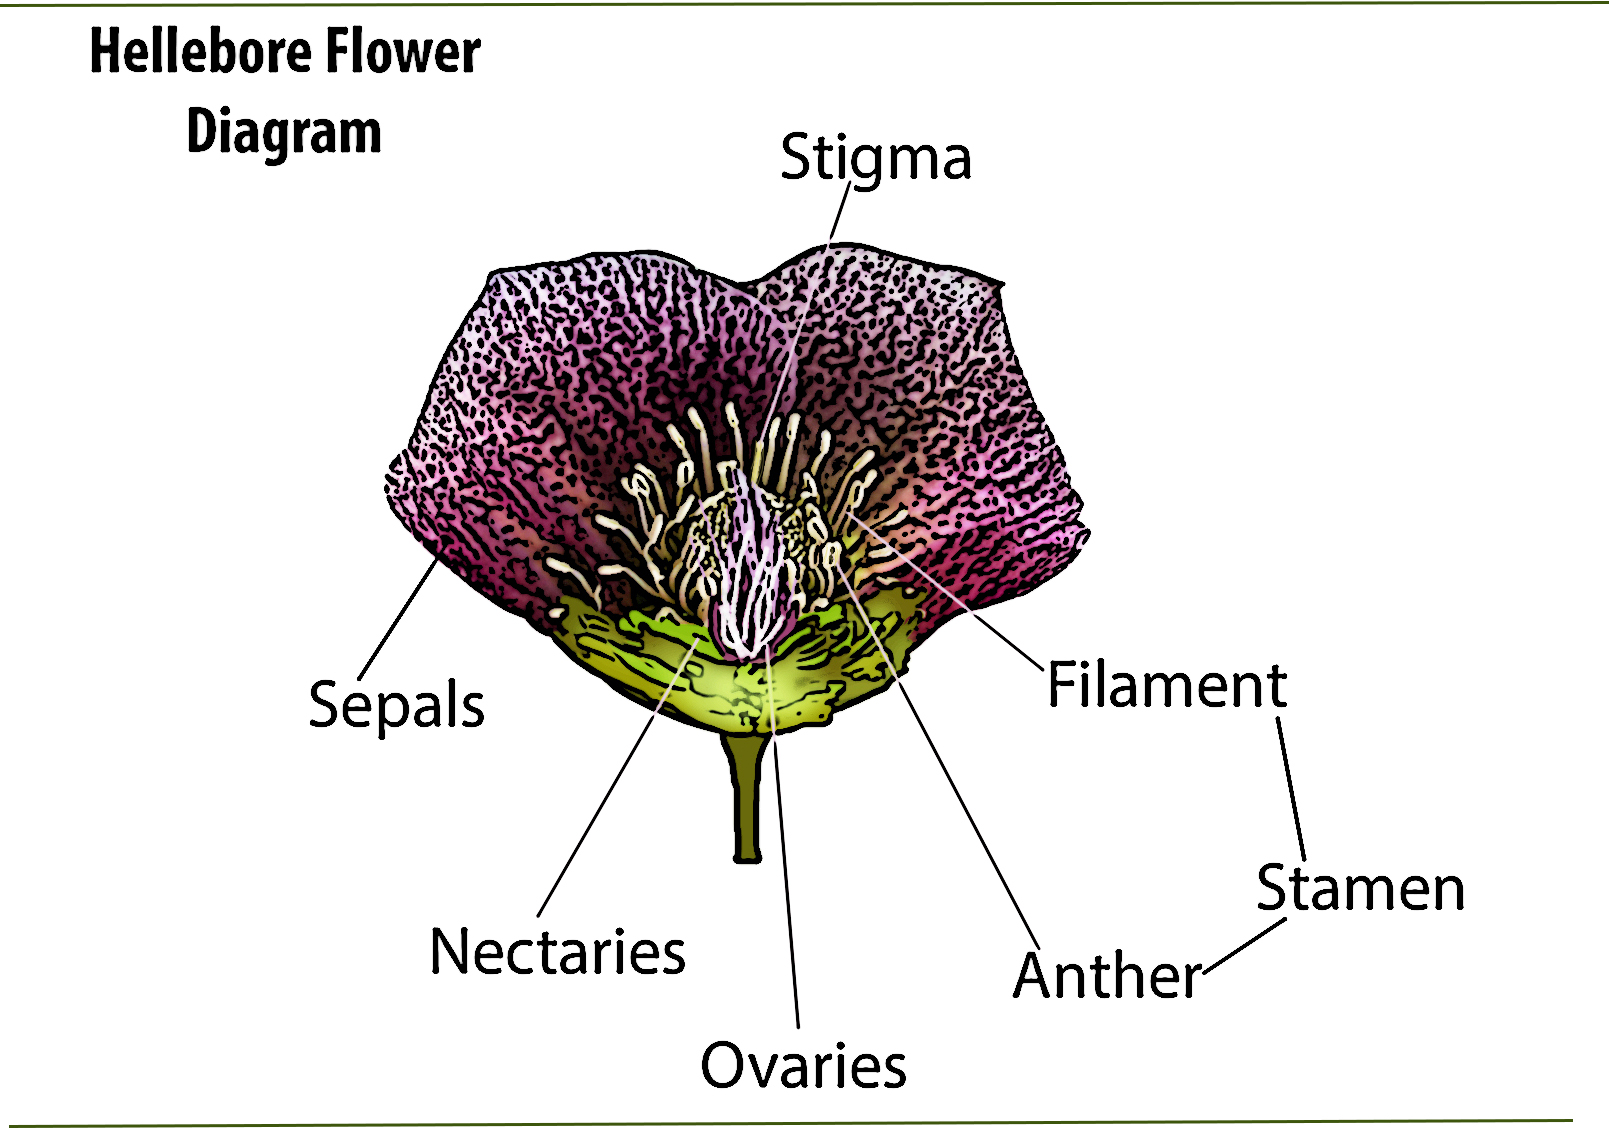 Hellebore Flower
Diagram
Stigma
Sepals
Filament
Stamen
Nectaries
Anther
Ovaries